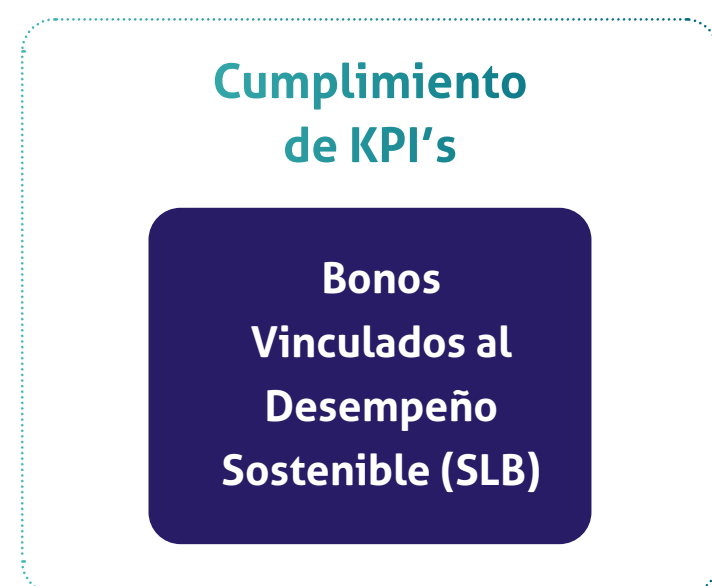 Cumplimiento
de KPI’s
Bonos
Vinculados al
Desempeño
Sostenible (SLB)